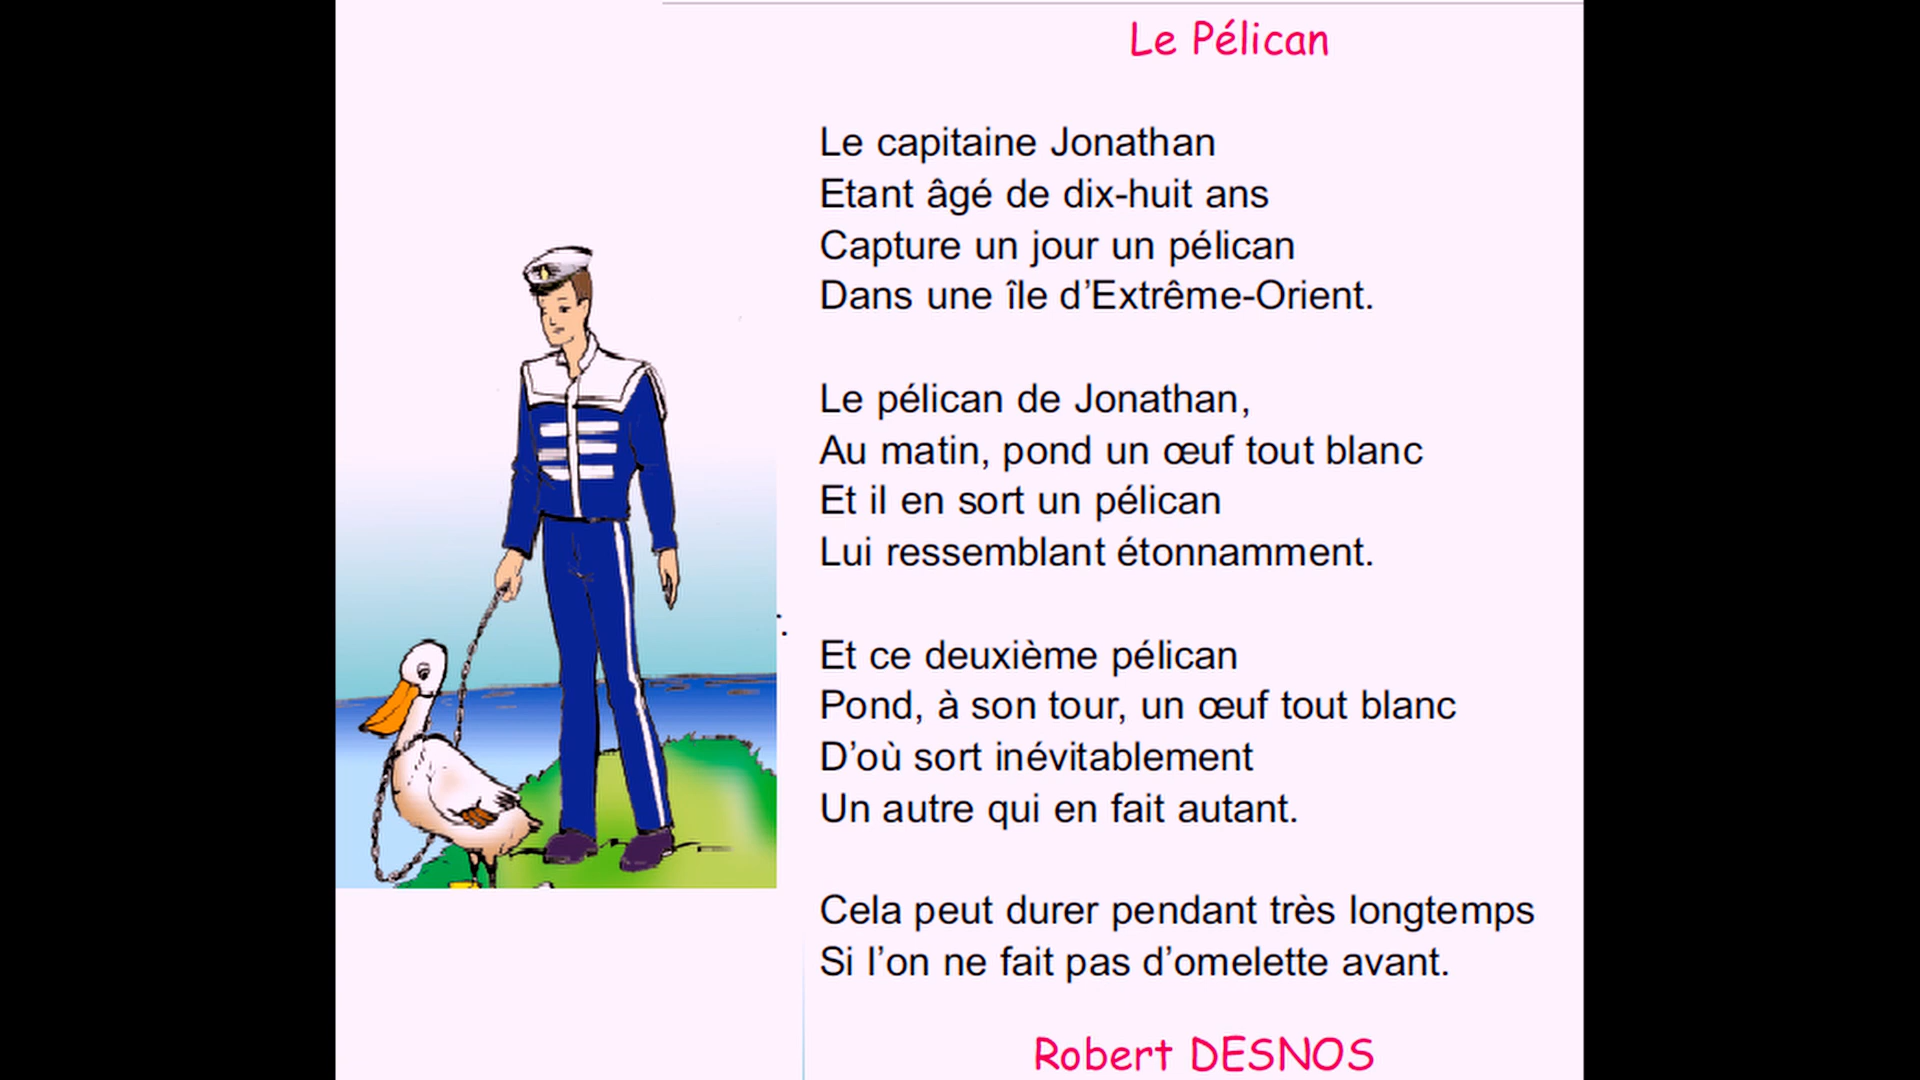 Le Pélican
Le capitaine Jonathan
Etant âgé de dix-huit ans
Capture un jour un pélican
Dans une île d’Extrême-Orient.
Le pélican de Jonathan,
Au matin, pond un œuf tout blanc
Et il en sort un pélican
Lui ressemblant étonnamment.
Et ce deuxième pélican
Pond, à son tour, un œuf tout blanc
D’où sort inévitablement
Un autre qui en fait autant.
Cela peut durer pendant très longtemps
Si l’on ne fait pas d’omelette avant.
Robert DESNOS